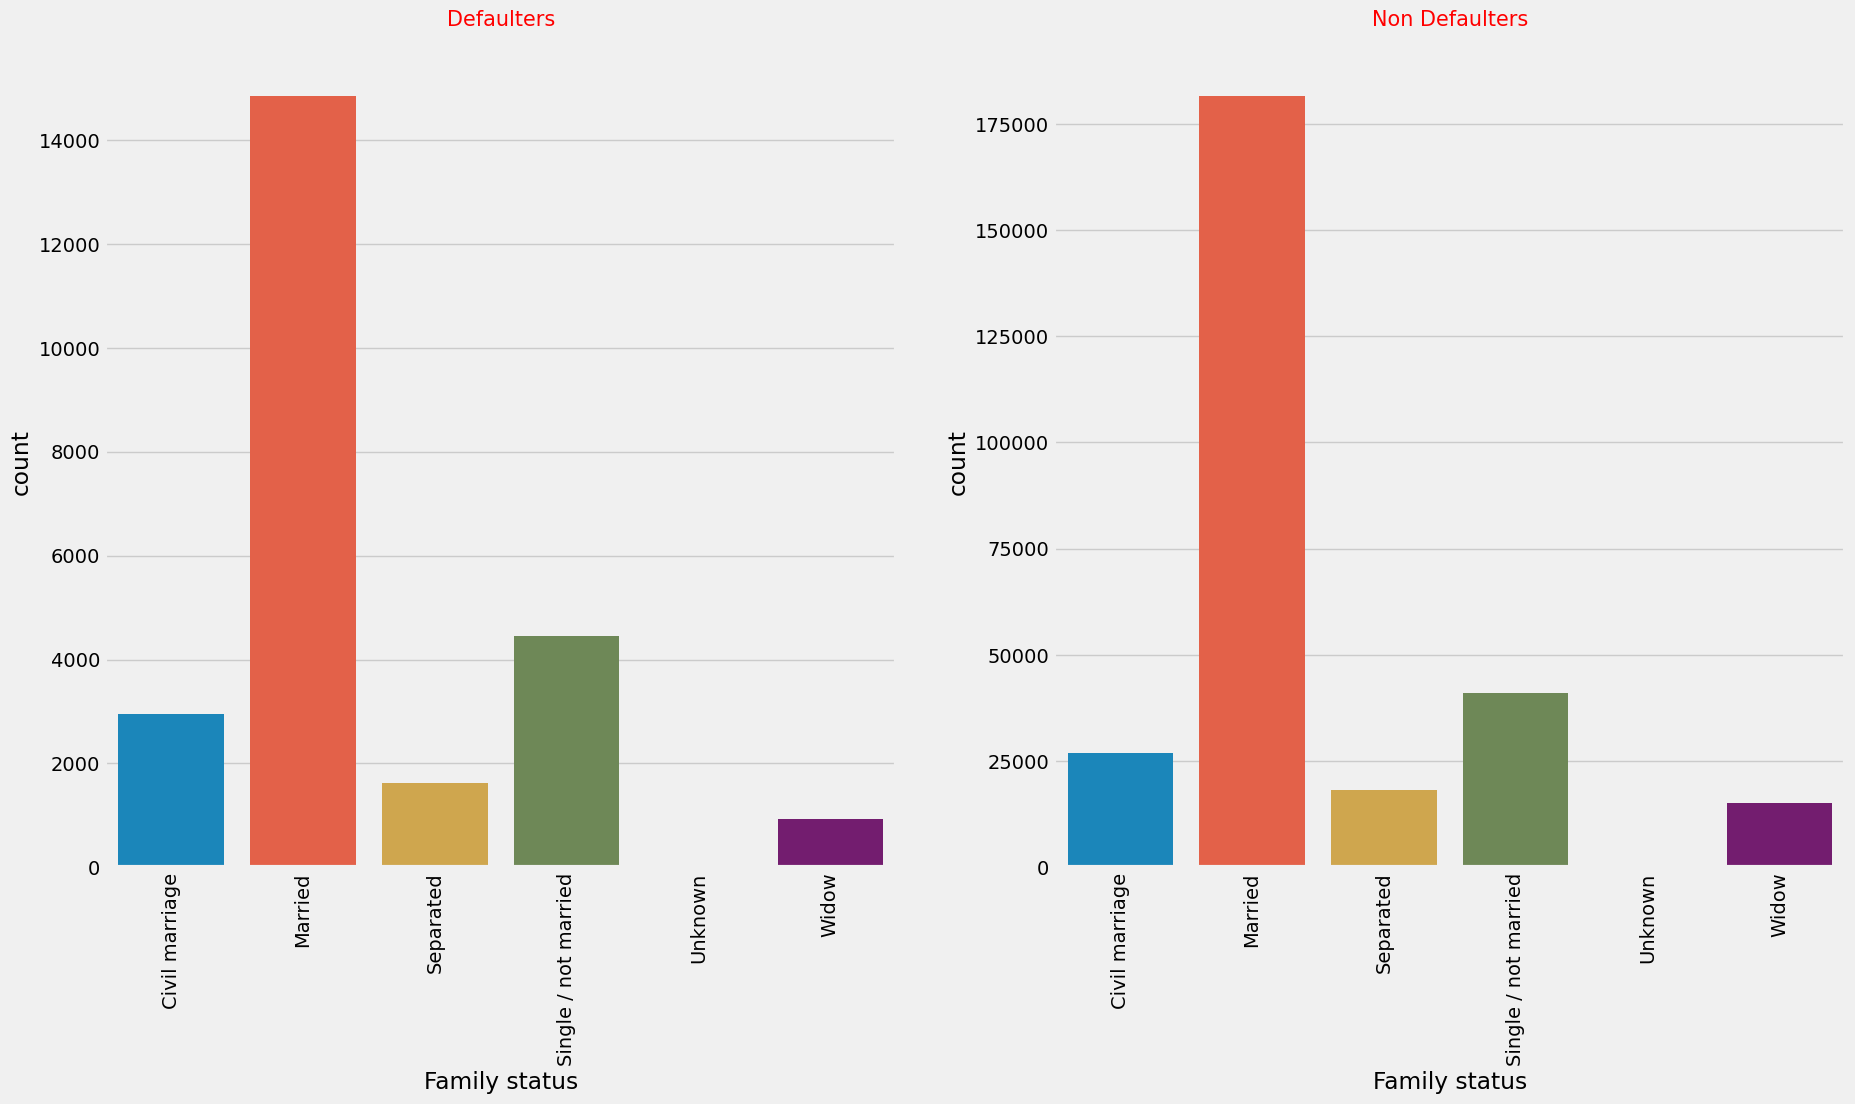 Defaulters
count
14000
12000
10000
8000
6000
4000
2000
0
Civil marriage
Married
Separated
Single / not married
Unknown
Widow
Family status
Non Defaulters
count
175000
150000
125000
100000
75000
50000
25000
0
Civil marriage
Married
Separated
Single / not married
Unknown
Widow
Family status